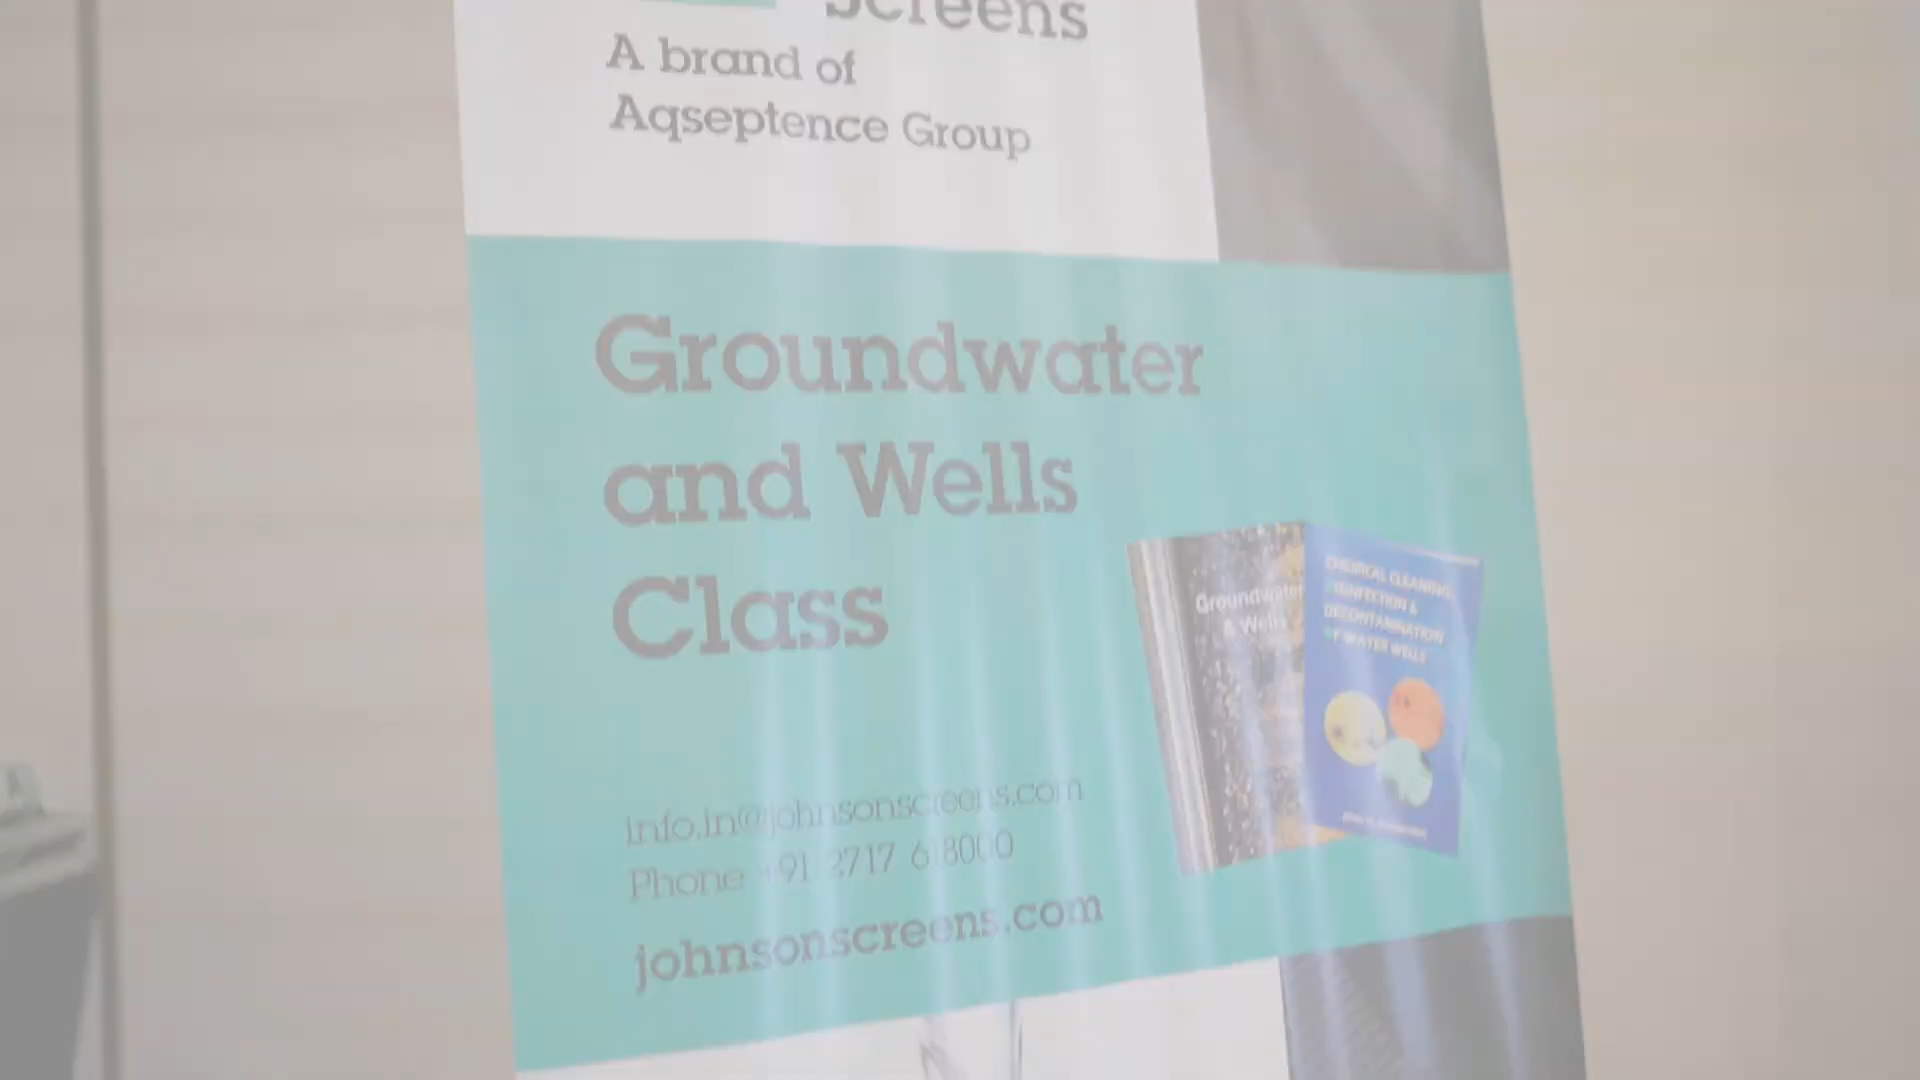 Screens
A brand of
Aqseptence Group
Groundwater
and Wells
Class
info.in@johnsonscreens.com
Phone +91 2717 618000
johnsonscreens.com
Groundwater
& Wells
CHEMICAL CLEANING,
DISINFECTION &
DECONTAMINATION
OF WATER WELLS